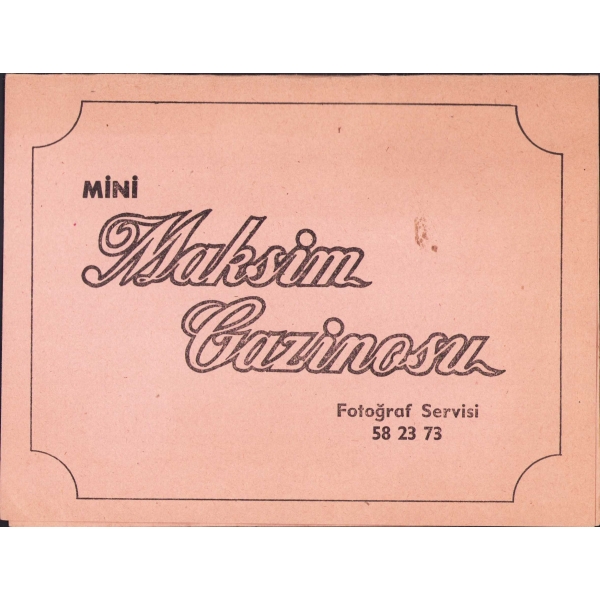 MİNİ
Maksim
Gazinosu
Fotoğraf Servisi
58 23 73